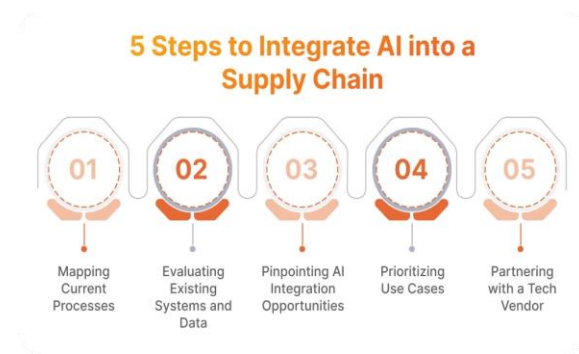 5 Steps to Integrate AI into a
Supply Chain
01
02
03
04
05
Mapping
Current
Processes
Evaluating
Existing
Systems and
Data
Pinpointing AI
Integration
Opportunities
Prioritizing
Use Cases
Partnering
with a Tech
Vendor